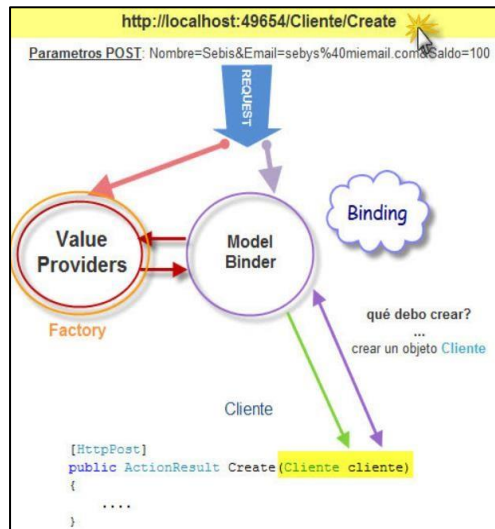 http://localhost:49654/Cliente/Create
Parametros POST: Nombre=Sebis&Email=sebys%40miemail.com&Saldo=100
REQUEST
Value
Providers
Factory
Model
Binder
Binding
qué debo crear?
...
crear un objeto Cliente
Cliente
[HttpPost]
public ActionResult Create(Cliente cliente)
{
....
}